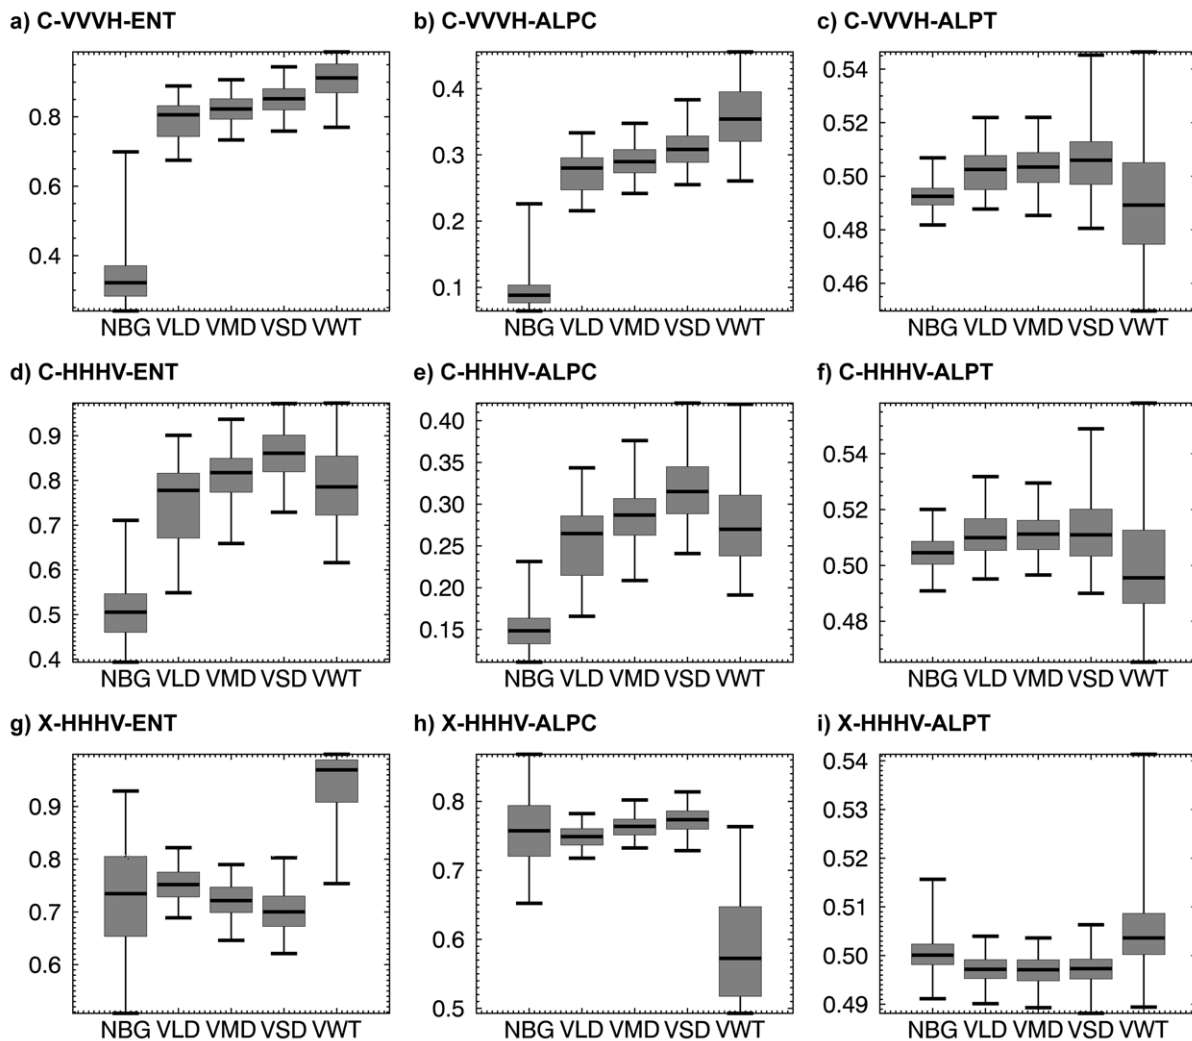 a) C-VVVH-ENT
b) C-VVVH-ALPC
c) C-VVVH-ALPT
0.8
0.6
0.4
NBG VLD VMD VSD VWT
0.4
0.3
0.2
0.1
NBG VLD VMD VSD VWT
0.54
0.52
0.50
0.48
0.46
NBG VLD VMD VSD VWT
d) C-HHHV-ENT
e) C-HHHV-ALPC
f) C-HHHV-ALPT
0.9
0.8
0.7
0.6
0.5
0.4
NBG VLD VMD VSD VWT
0.40
0.35
0.30
0.25
0.20
0.15
NBG VLD VMD VSD VWT
0.54
0.52
0.50
0.48
NBG VLD VMD VSD VWT
g) X-HHHV-ENT
h) X-HHHV-ALPC
i) X-HHHV-ALPT
0.9
0.8
0.7
0.6
NBG VLD VMD VSD VWT
0.8
0.7
0.6
0.5
NBG VLD VMD VSD VWT
0.54
0.53
0.52
0.51
0.50
0.49
NBG VLD VMD VSD VWT